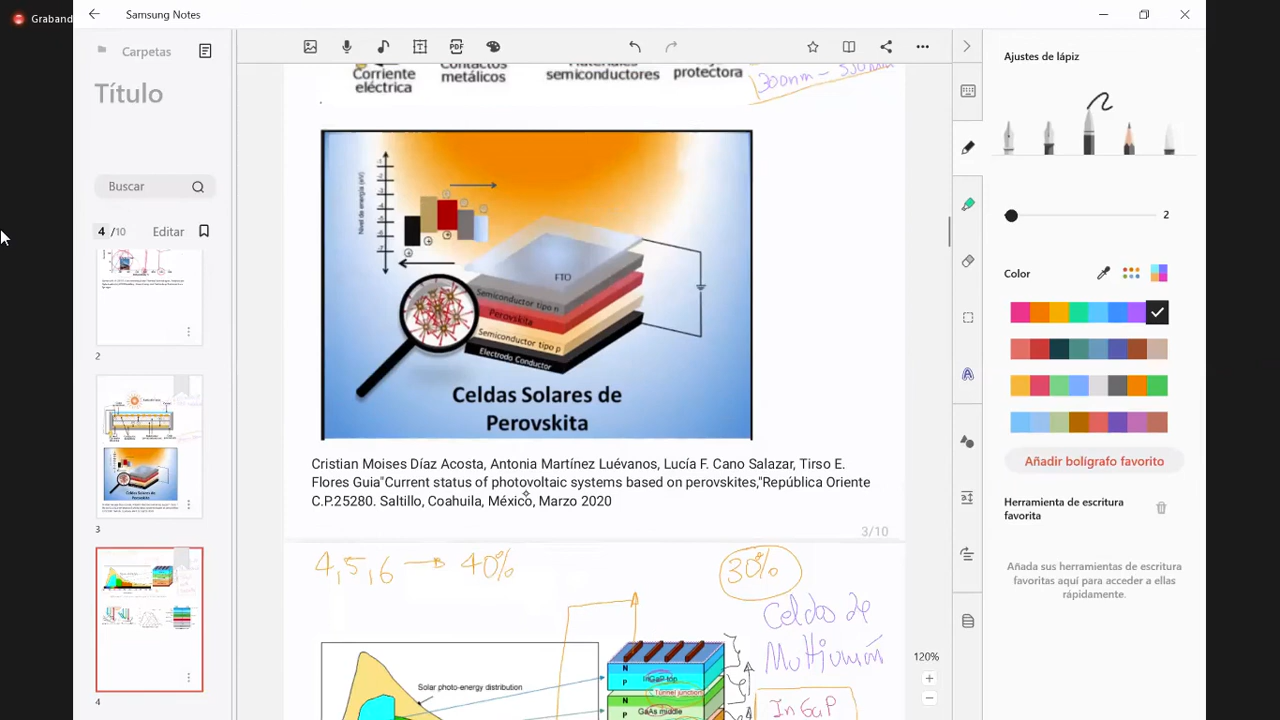 Graband
Samsung Notes
Carpetas
Título
Buscar
4 /10
Editar
2
3
4
Corriente
eléctrica
Contactos
metálicos
semiconductores
protectora
300nm -
Nivel de energía (eV)
FTO
Semiconductor tipo n
Perovskita
Semiconductor tipo p
Electrodo Conductor
Celdas Solares de
Perovskita
Cristian Moises Díaz Acosta, Antonia Martínez Luévanos, Lucía F. Cano Salazar, Tirso E.
Flores Guia"Current status of photovoltaic systems based on perovskites,"República Oriente
C.P.25280. Saltillo, Coahuila, México, Marzo 2020
3/10
4,5,6 → 40%
30%
Celdas de
Multiunión
Solar photo-energy distribution
N
P
InGaP top
Tunnel junction
N
P
GaAs middle
InGaP
Ajustes de lápiz
2
Color
Añadir bolígrafo favorito
Herramienta de escritura
favorita
Añada sus herramientas de escritura
favoritas aquí para acceder a ellas
rápidamente.
120%